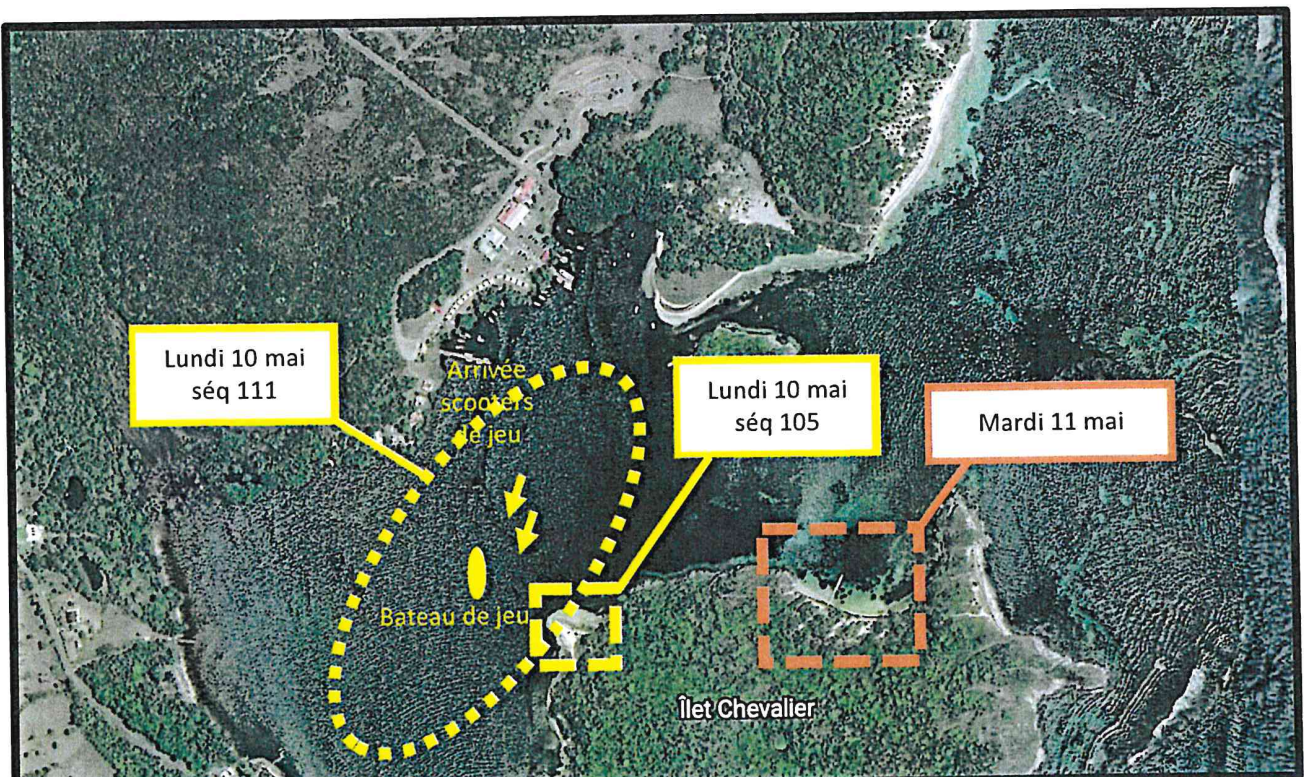 Lundi 10 mai
séq 111
Arrivée
scooters
de jeu
Lundi 10 mai
séq 105
Mardi 11 mai
Bateau de jeu
Îlet Chevalier